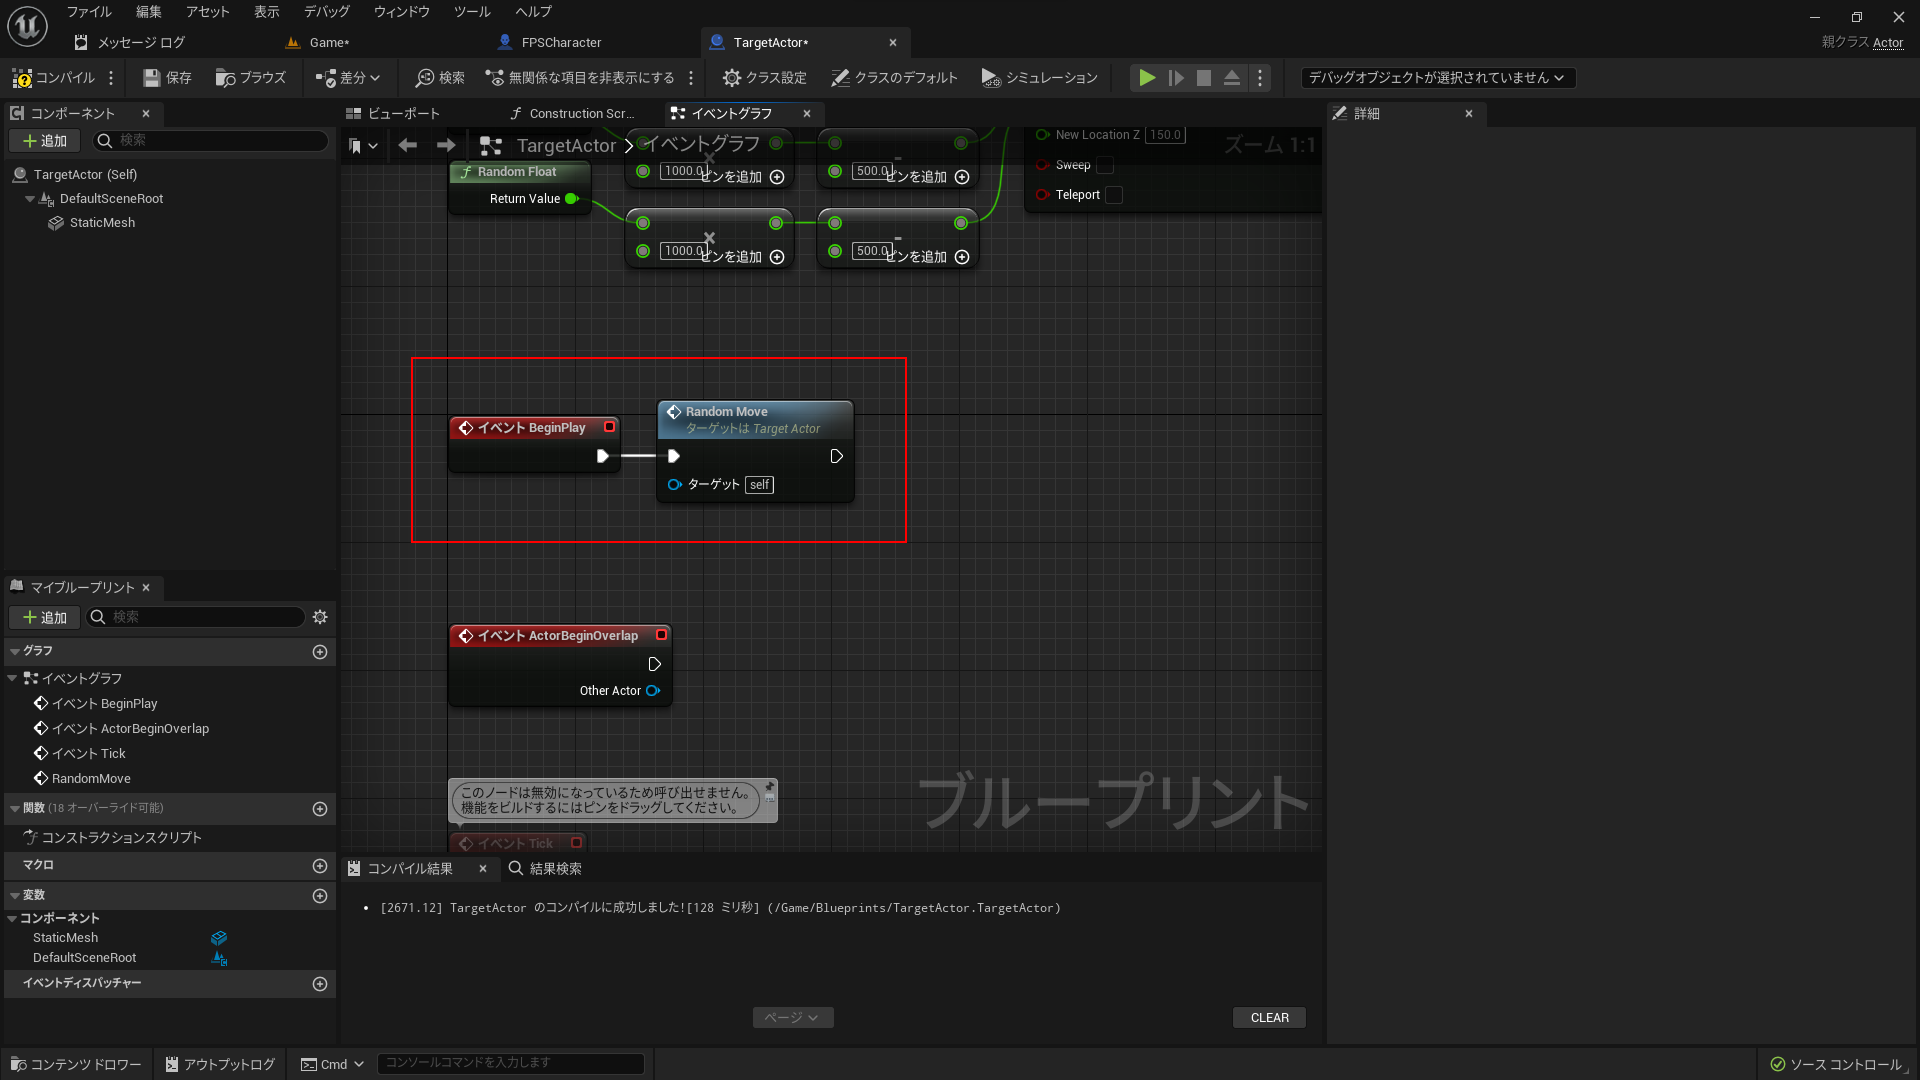 ファイル 編集 アセット 表示 デバッグ ウィンドウ ツール ヘルプ
メッセージ ログ Game* FPSCharacter TargetActor*
親クラス Actor
コンパイル 保存 ブラウズ 差分 検索 無関係な項目を非表示にする クラス設定 クラスのデフォルト シミュレーション デバッグオブジェクトが選択されていません
コンポーネント
追加 検索
TargetActor (Self)
DefaultSceneRoot
StaticMesh
ビューポート Construction Scr... イベントグラフ
TargetActor > イベントグラフ
ズーム 1:1
Random Float
Return Value
1000.0 ピンを追加
500.0 ピンを追加
1000.0 ピンを追加
500.0 ピンを追加
New Location Z 150.0
Sweep
Teleport
イベント BeginPlay
Random Move
ターゲットは Target Actor
ターゲット self
イベント ActorBeginOverlap
Other Actor
このノードは無効になっているため呼び出せません。
機能をビルドするにはピンをドラッグしてください。
イベント Tick
ブループリント
詳細
マイブループリント
追加 検索
グラフ
イベントグラフ
イベント BeginPlay
イベント ActorBeginOverlap
イベント Tick
RandomMove
関数 (18 オーバーライド可能)
コンストラクションスクリプト
マクロ
変数
コンポーネント
StaticMesh
DefaultSceneRoot
イベントディスパッチャー
コンパイル結果 結果検索
[2671.12] TargetActor のコンパイルに成功しました![128 ミリ秒] (/Game/Blueprints/TargetActor.TargetActor)
ページ CLEAR
コンテンツ ドロワー アウトプットログ Cmd コンソールコマンドを入力します ソース コントロール